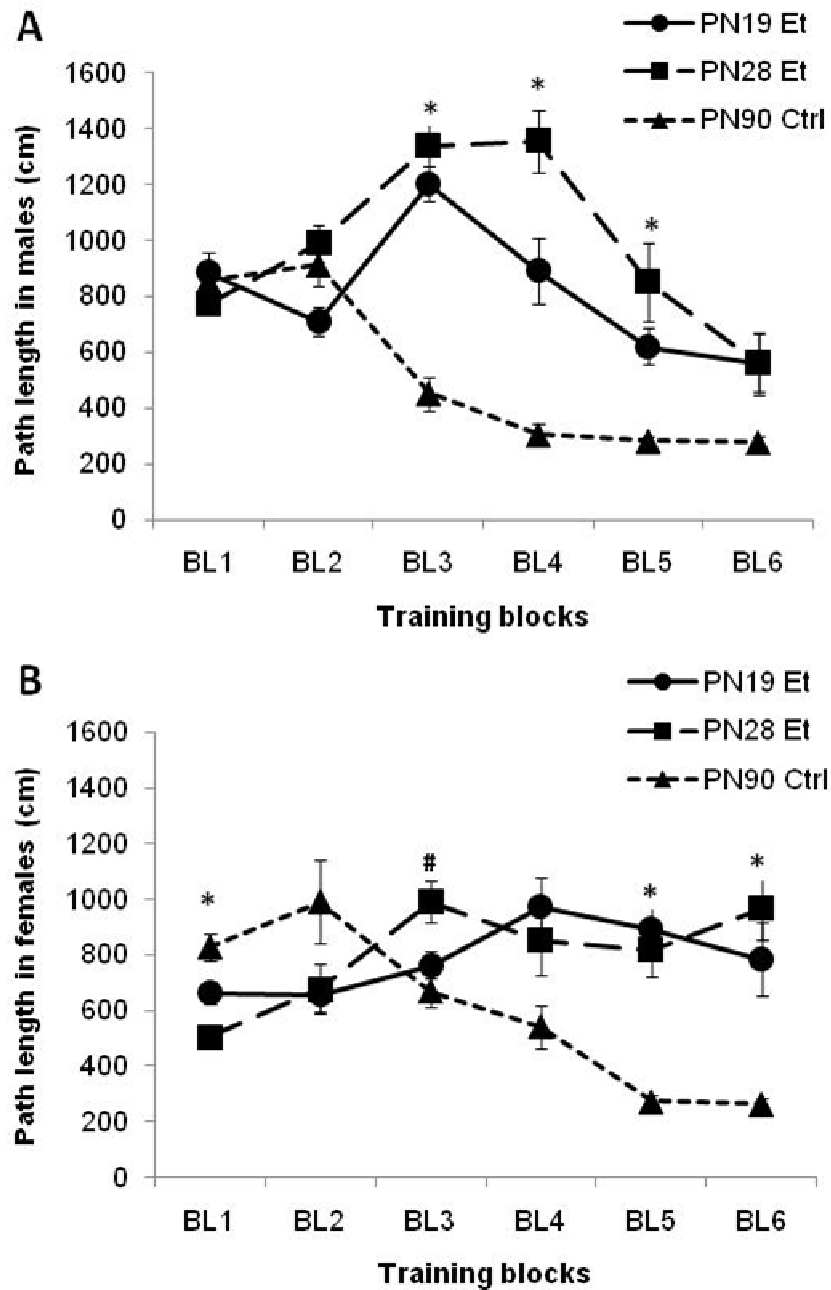 A
PN19 Et
PN28 Et
PN90 Ctrl
Path length in males (cm)
1600
1400
1200
1000
800
600
400
200
0
*
*
*
BL1 BL2 BL3 BL4 BL5 BL6
Training blocks
B
PN19 Et
PN28 Et
PN90 Ctrl
Path length in females (cm)
1600
1400
1200
1000
800
600
400
200
0
*
#
*
*
BL1 BL2 BL3 BL4 BL5 BL6
Training blocks